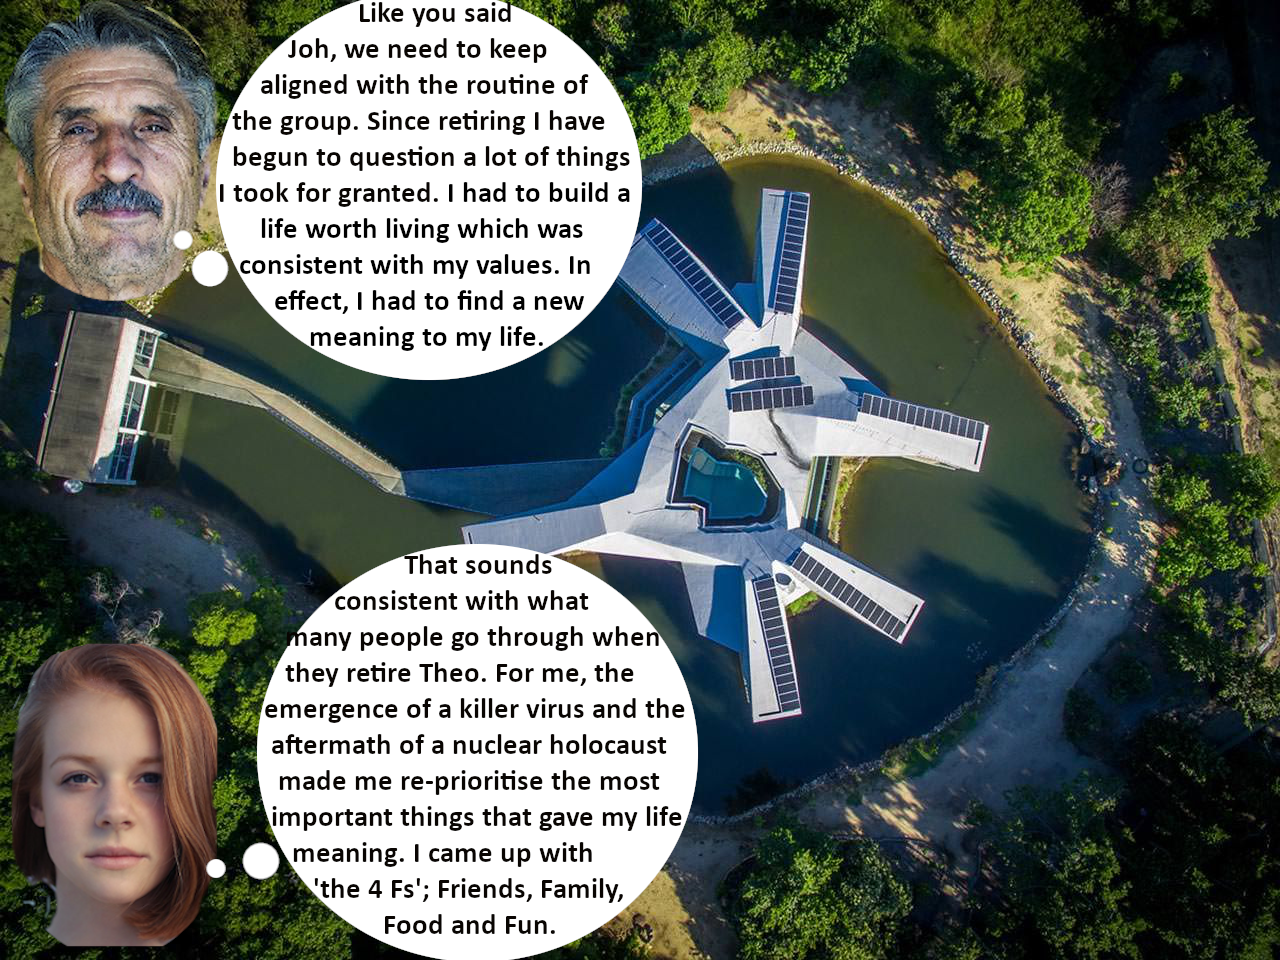 Like you said
Joh, we need to keep
aligned with the routine of
the group. Since retiring I have
begun to question a lot of things
I took for granted. I had to build a
life worth living which was
consistent with my values. In
effect, I had to find a new
meaning to my life.
That sounds
consistent with what
many people go through when
they retire Theo. For me, the
emergence of a killer virus and the
aftermath of a nuclear holocaust
made me re-prioritise the most
important things that gave my life
meaning. I came up with
'the 4 Fs'; Friends, Family,
Food and Fun.